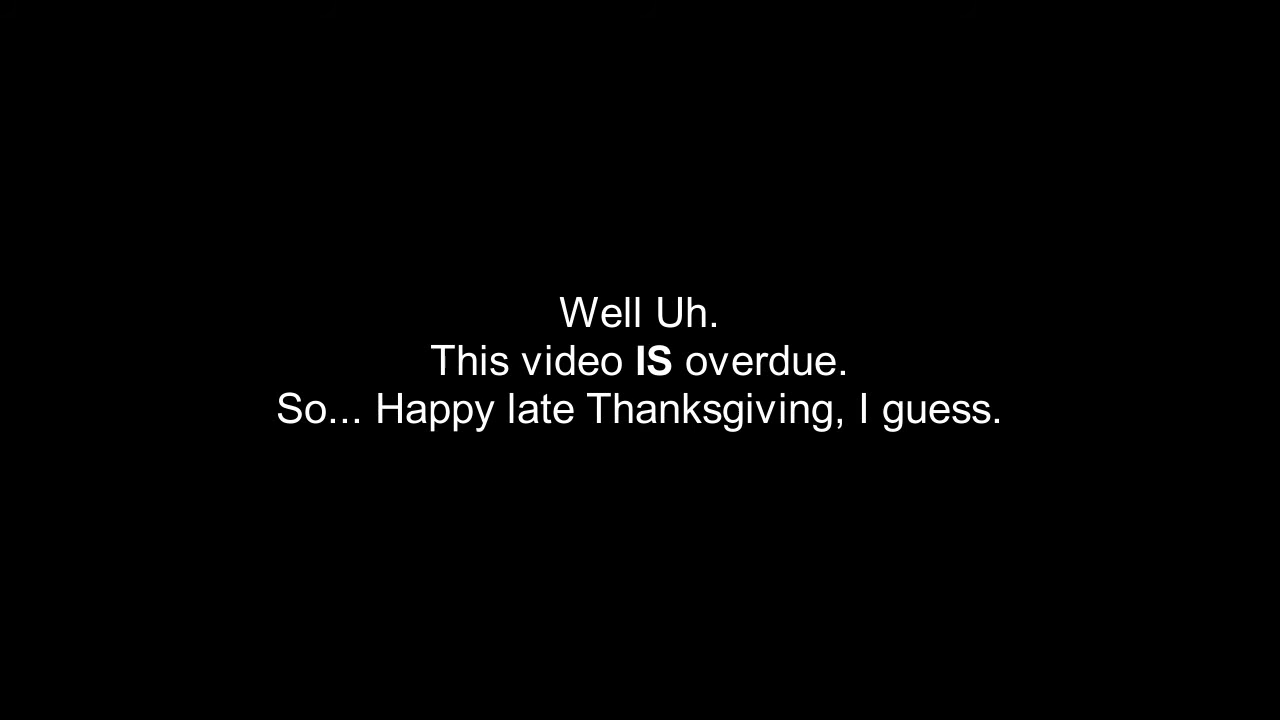 Well Uh.
This video IS overdue.
So... Happy late Thanksgiving, I guess.